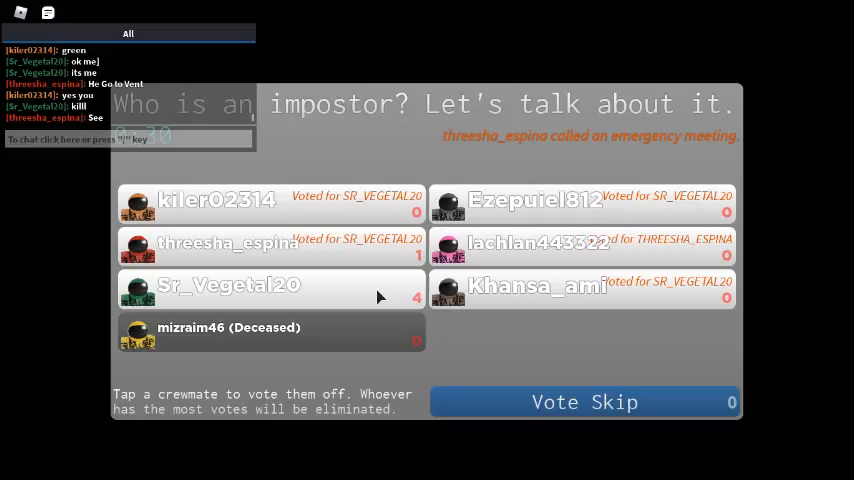 All
[kiler02314]: green
[Sr_Vegetal20]: ok me]
[Sr_Vegetal20]: its me
[threesha_espina]: He Go to Vent
[kiler02314]: yes you
[Sr_Vegetal20]: killl
[threesha_espina]: See
To chat click here or press "/" key
Who is an impostor? Let's talk about it.
0:30
threesha_espina called an emergency meeting.
kiler02314 Voted for SR_VEGETAL20
0
Ezepuiel812 Voted for SR_VEGETAL20
0
threesha_espina Voted for SR_VEGETAL20
1
lachlan443322 Voted for THREESHA_ESPINA
0
Sr_Vegetal20
4
Khansa_ami Voted for SR_VEGETAL20
0
mizraim46 (Deceased)
0
Tap a crewmate to vote them off. Whoever
has the most votes will be eliminated.
Vote Skip 0